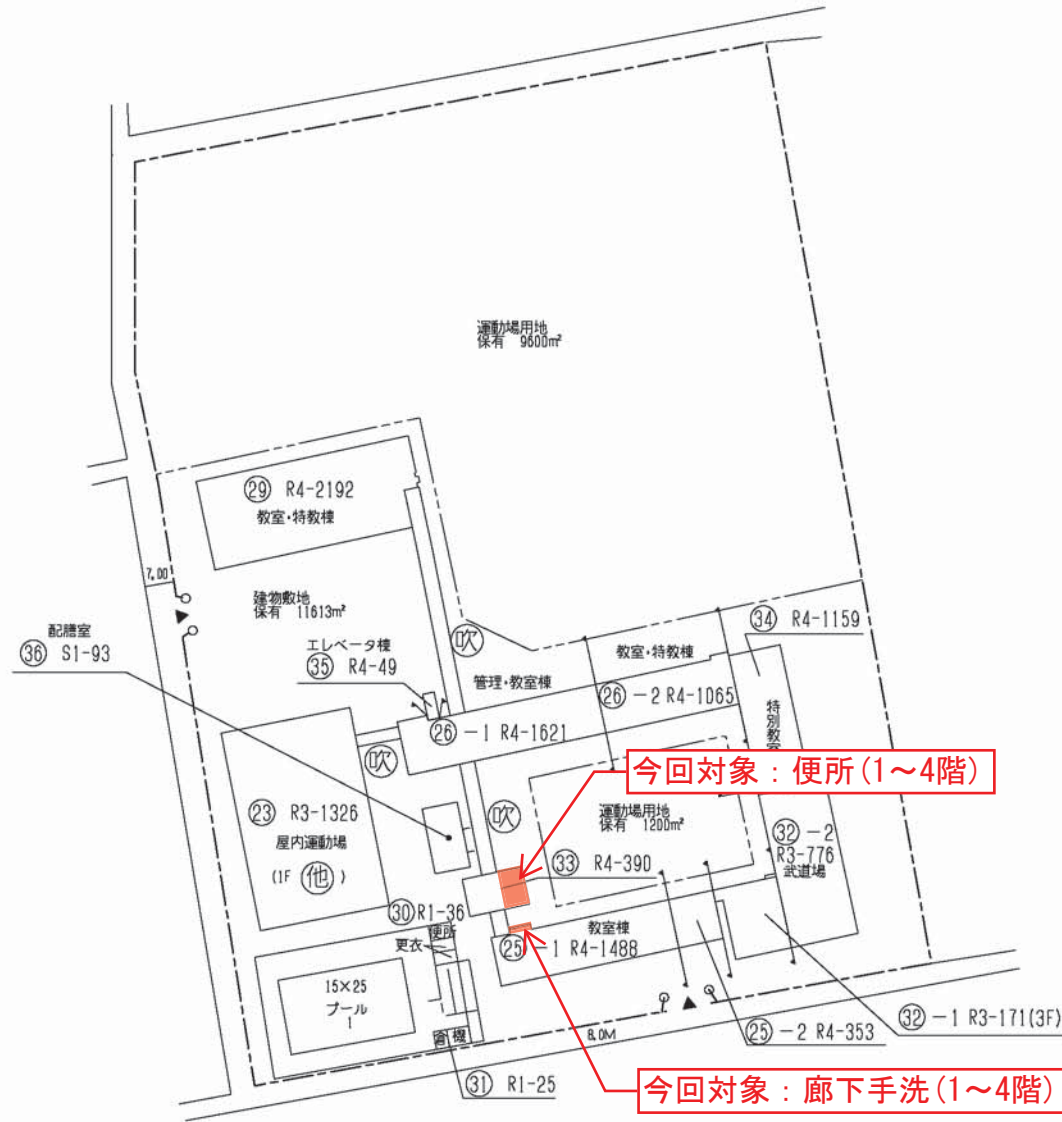 運動場用地
保有 9600㎡
㉙ R4-2192
教室・特教棟
7.00
建物敷地
保有 11613㎡
配膳室
㊱ S1-93
エレベータ棟
㉟ R4-49
吹
管理・教室棟
教室・特教棟
㉞ R4-1159
㉖-1 R4-1621
㉖-2 R4-1065
特別教室
吹
今回対象：便所(1～4階)
㉓ R3-1326
屋内運動場
(1F 他)
吹
運動場用地
保有 1200㎡
㉜-2
R3-776
武道場
㉝ R4-390
㉚ R1-36
便所
更衣
教室棟
㉕-1 R4-1488
15×25
プール
1
倉 機
8.0M
㉛ R1-25
㉕-2 R4-353
㉜-1 R3-171(3F)
今回対象：廊下手洗(1～4階)